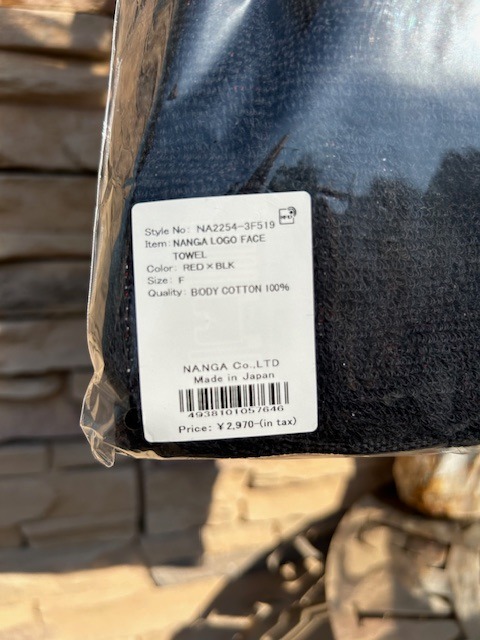 Style No: NA2254-3F519
RFID
Item: NANGA LOGO FACE
TOWEL
Color: RED×BLK
Size: F
Quality: BODY COTTON 100%
NANGA Co.,LTD
Made in Japan
4938101057646
Price: ¥2,970-(in tax)